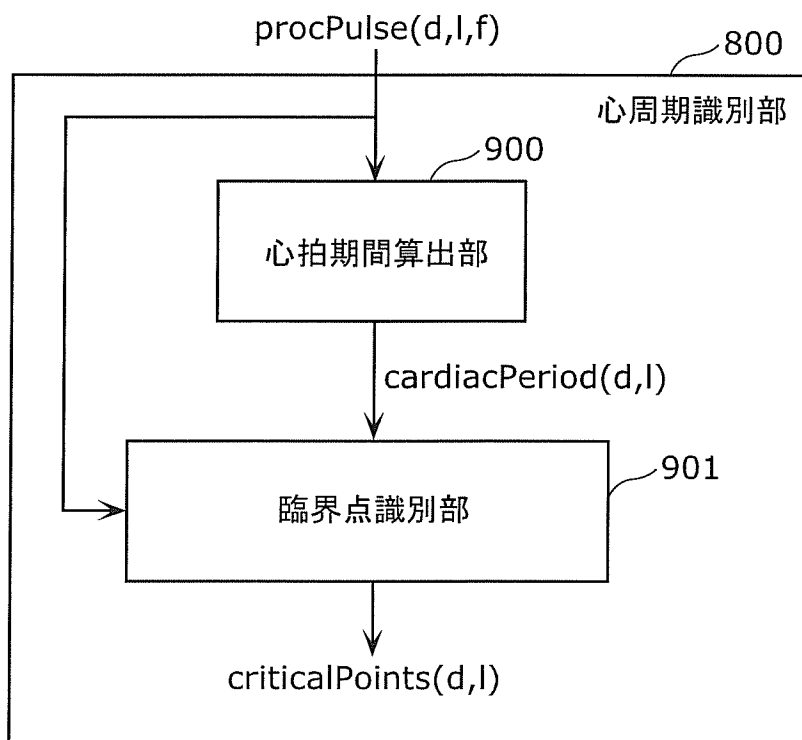 procPulse(d,l,f)
800
心周期識別部
900
心拍期間算出部
cardiacPeriod(d,l)
901
臨界点識別部
criticalPoints(d,l)